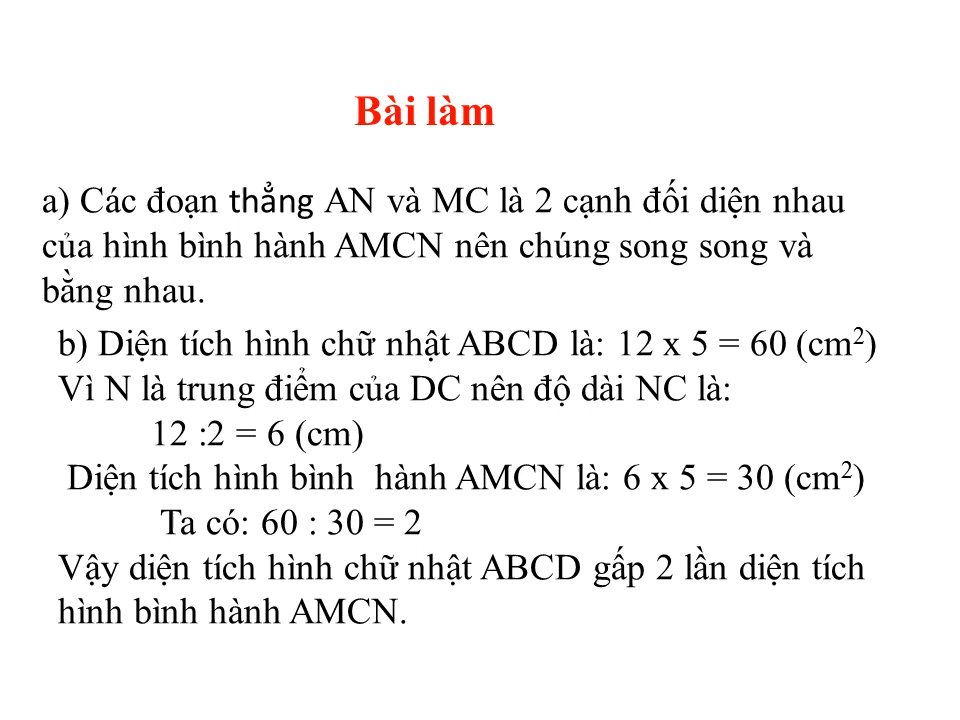 Bài làm
a) Các đoạn thẳng AN và MC là 2 cạnh đối diện nhau
của hình bình hành AMCN nên chúng song song và
bằng nhau.
b) Diện tích hình chữ nhật ABCD là: 12 x 5 = 60 (cm²)
Vì N là trung điểm của DC nên độ dài NC là:
12 :2 = 6 (cm)
Diện tích hình bình hành AMCN là: 6 x 5 = 30 (cm²)
Ta có: 60 : 30 = 2
Vậy diện tích hình chữ nhật ABCD gấp 2 lần diện tích
hình bình hành AMCN.